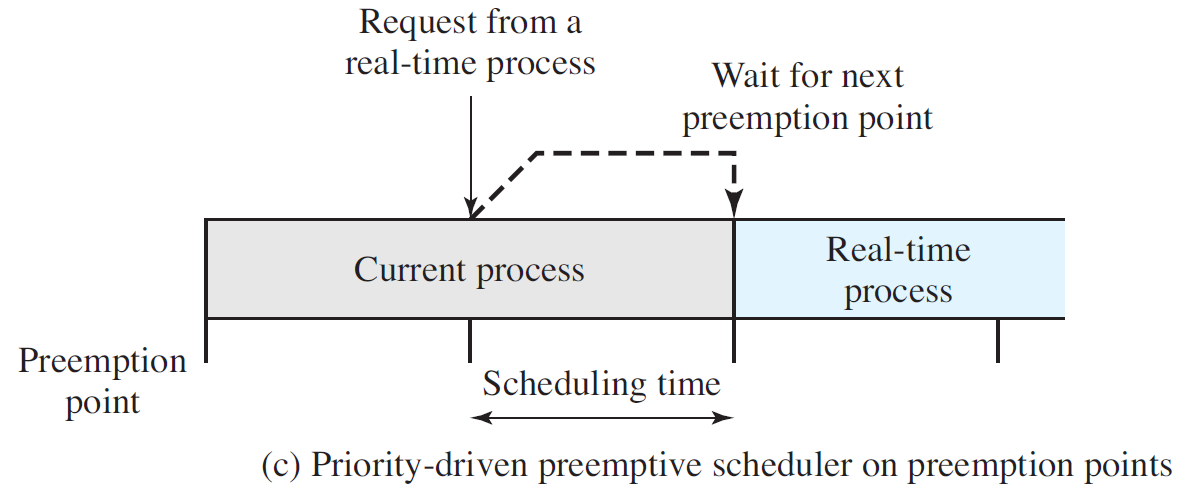 Request from a
real-time process
Wait for next
preemption point
Current process
Real-time
process
Preemption
point
Scheduling time
(c) Priority-driven preemptive scheduler on preemption points